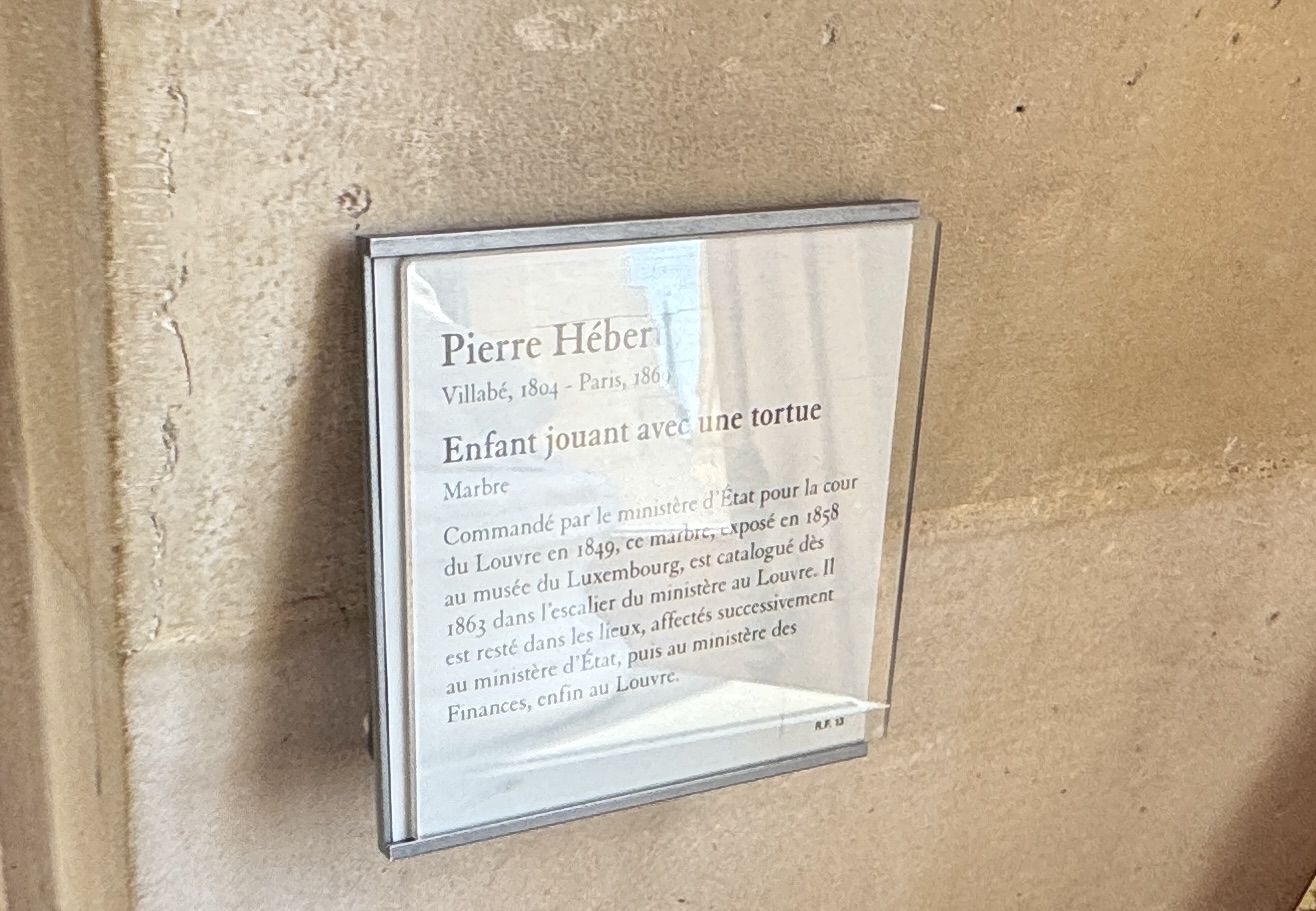 Pierre Hébert
Villabé, 1804 - Paris, 1869
Enfant jouant avec une tortue
Marbre
Commandé par le ministère d'État pour la cour
du Louvre en 1849, ce marbre, exposé en 1858
au musée du Luxembourg, est catalogué dès
1863 dans l'escalier du ministère au Louvre. Il
est resté dans les lieux, affectés successivement
au ministère d'État, puis au ministère des
Finances, enfin au Louvre.
R.F. 13